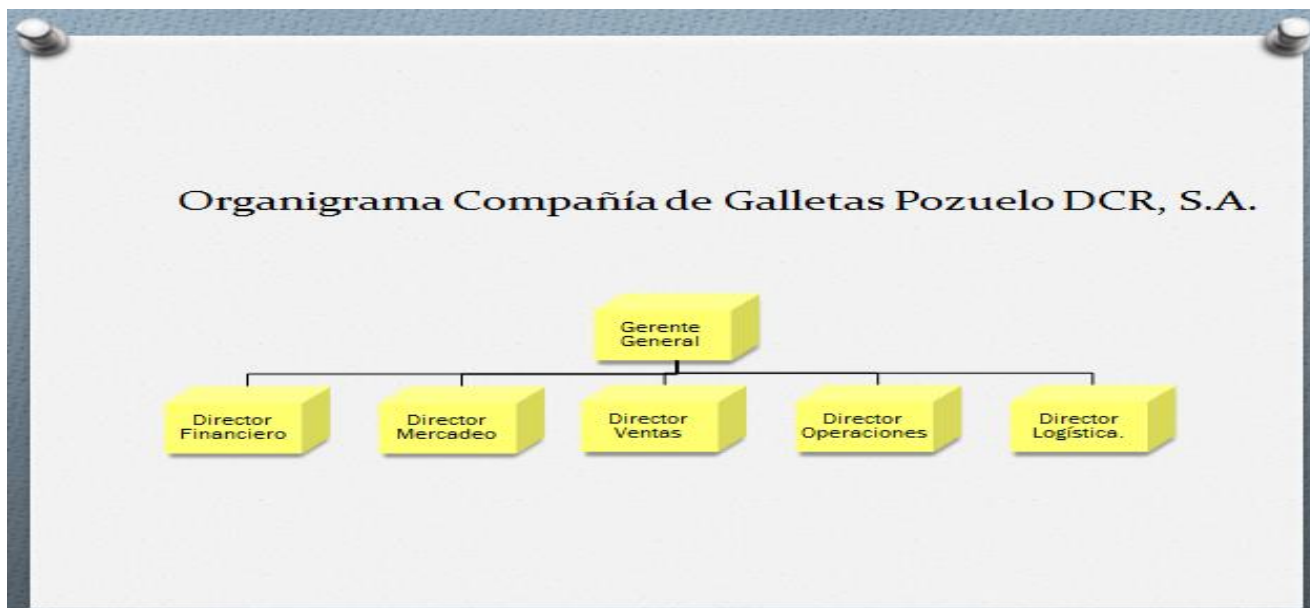 Organigrama Compañía de Galletas Pozuelo DCR, S.A.
Gerente
General
Director
Financiero
Director
Mercadeo
Director
Ventas
Director
Operaciones
Director
Logística.